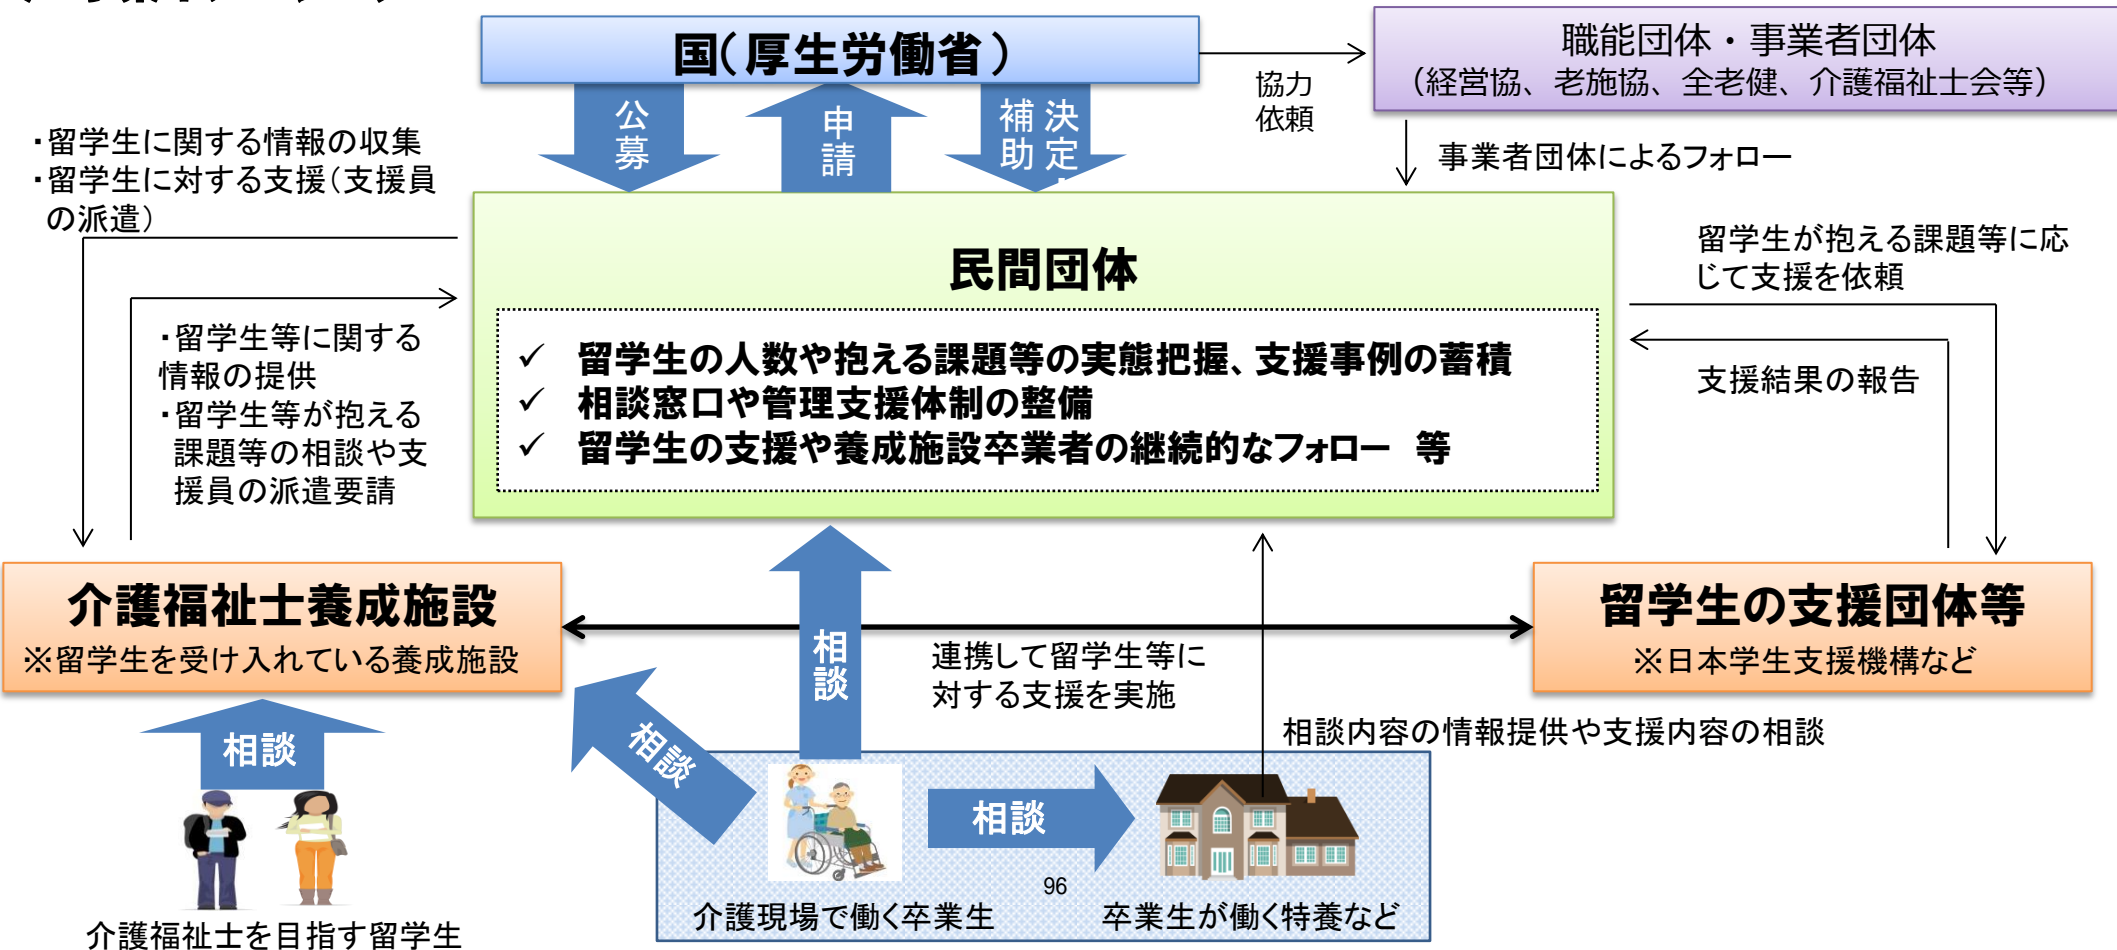 国（厚生労働省）
職能団体・事業者団体
（経営協、老施協、全老健、介護福祉士会等）
協力
依頼
公募
申請
決定
補助
事業者団体によるフォロー
・留学生に関する情報の収集
・留学生に対する支援（支援員
の派遣）
民間団体
✓ 留学生の人数や抱える課題等の実態把握、支援事例の蓄積
✓ 相談窓口や管理支援体制の整備
✓ 留学生の支援や養成施設卒業者の継続的なフォロー 等
留学生が抱える課題等に応
じて支援を依頼
支援結果の報告
・留学生等に関する
情報の提供
・留学生等が抱える
課題等の相談や支
援員の派遣要請
介護福祉士養成施設
※留学生を受け入れている養成施設
留学生の支援団体等
※日本学生支援機構など
連携して留学生等に
対する支援を実施
相談
相談
相談
相談内容の情報提供や支援内容の相談
相談
96
介護現場で働く卒業生
卒業生が働く特養など
介護福祉士を目指す留学生